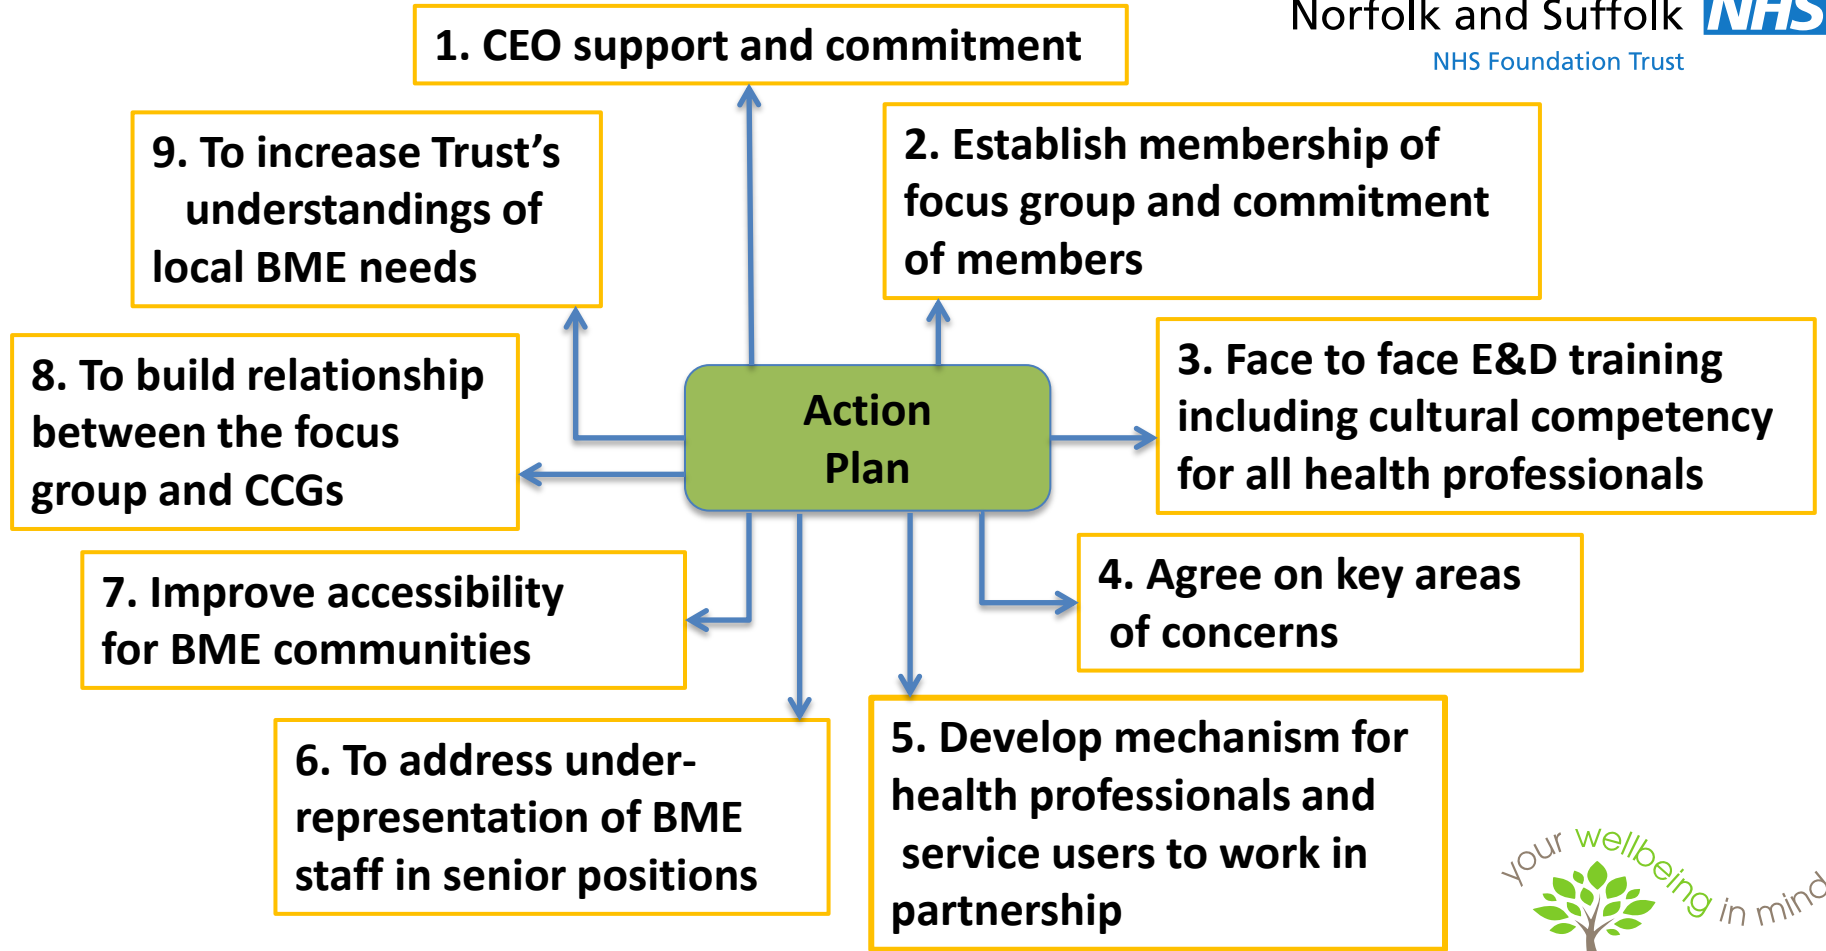 Norfolk and Suffolk NHS
NHS Foundation Trust
1. CEO support and commitment
2. Establish membership of
focus group and commitment
of members
3. Face to face E&D training
including cultural competency
for all health professionals
4. Agree on key areas
of concerns
5. Develop mechanism for
health professionals and
service users to work in
partnership
6. To address under-
representation of BME
staff in senior positions
7. Improve accessibility
for BME communities
8. To build relationship
between the focus
group and CCGs
9. To increase Trust's
understandings of
local BME needs
Action
Plan
your wellbeing in mind